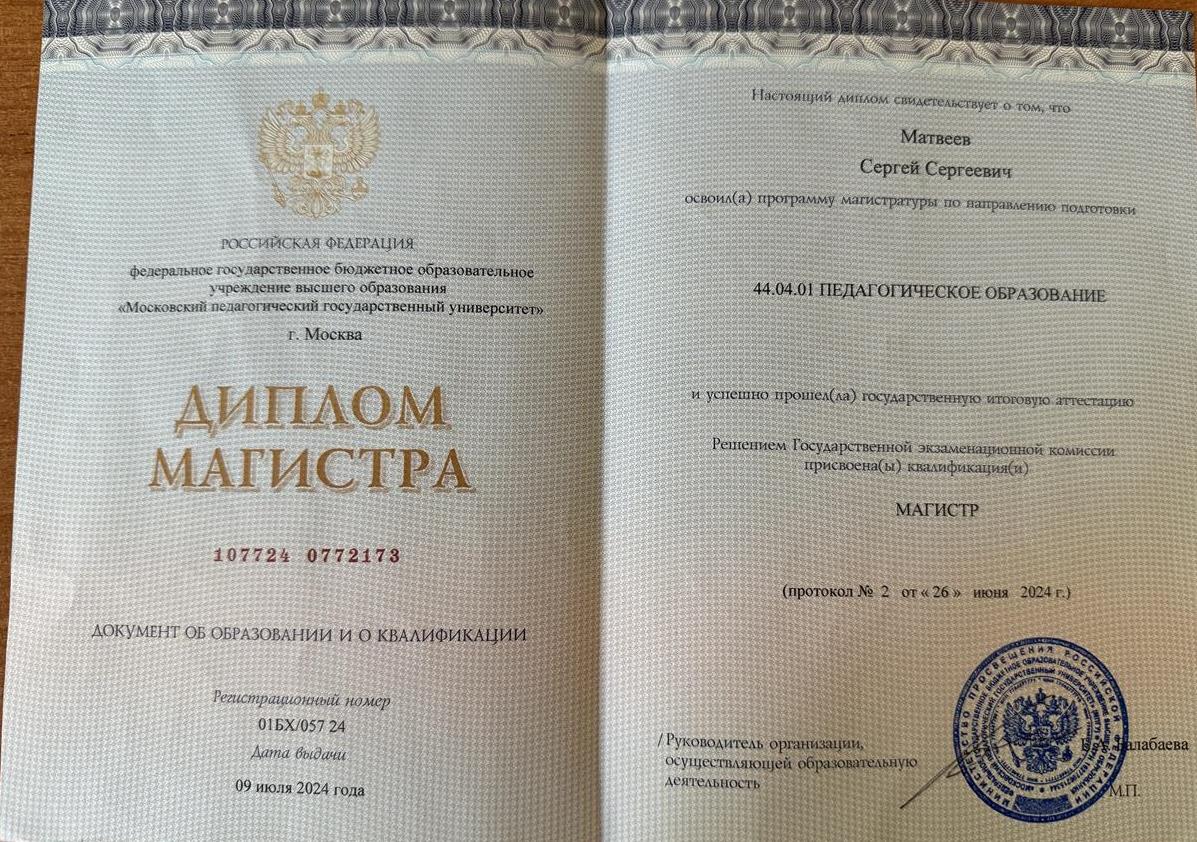 РОССИЙСКАЯ ФЕДЕРАЦИЯ
федеральное государственное бюджетное образовательное
учреждение высшего образования
«Московский педагогический государственный университет»
г. Москва
ДИПЛОМ
МАГИСТРА
107724 0772173
ДОКУМЕНТ ОБ ОБРАЗОВАНИИ И О КВАЛИФИКАЦИИ
Регистрационный номер
01БХ/057 24
Дата выдачи
09 июля 2024 года
Настоящий диплом свидетельствует о том, что
Матвеев
Сергей Сергеевич
освоил(а) программу магистратуры по направлению подготовки
44.04.01 ПЕДАГОГИЧЕСКОЕ ОБРАЗОВАНИЕ
и успешно прошел(ла) государственную итоговую аттестацию
Решением Государственной экзаменационной комиссии
присвоена(ы) квалификация(и)
МАГИСТР
(протокол № 2 от « 26 » июня 2024 г.)
/ Руководитель организации,
осуществляющей образовательную
деятельность
М.П.
МИНИСТЕРСТВО ПРОСВЕЩЕНИЯ РОССИЙСКОЙ ФЕДЕРАЦИИ